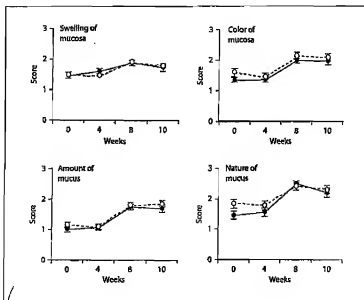 Swelling of
mucosa
3
2
1
0
Score
0 4 8 10
Weeks
Color of
mucosa
3
2
1
0
Score
0 4 8 10
Weeks
Amount of
mucus
3
2
1
0
Score
0 4 8 10
Weeks
Nature of
mucus
3
2
1
0
Score
0 4 8 10
Weeks